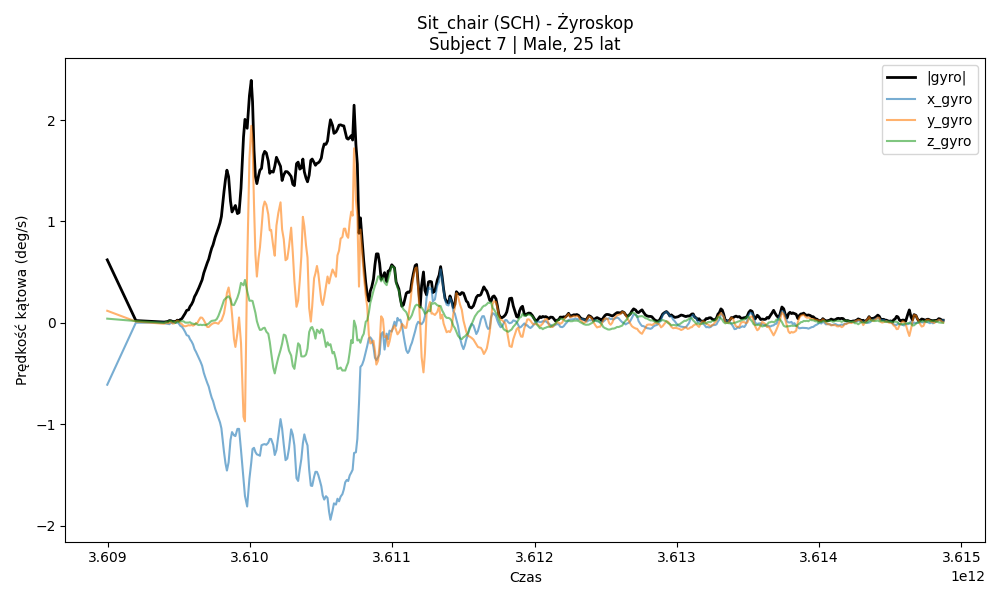 Sit_chair (SCH) - Żyroskop
Subject 7 | Male, 25 lat
|gyro|
x_gyro
y_gyro
z_gyro
Prędkość kątowa (deg/s)
2
1
0
−1
−2
3.609 3.610 3.611 3.612 3.613 3.614 3.615
1e12
Czas